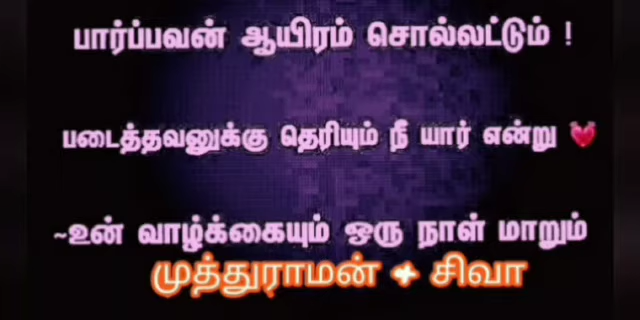 பார்ப்பவன் ஆயிரம் சொல்லட்டும் !
படைத்தவனுக்கு தெரியும் நீ யார் என்று 💓
~உன் வாழ்க்கையும் ஒரு நாள் மாறும்
முத்துராமன் + சிவா